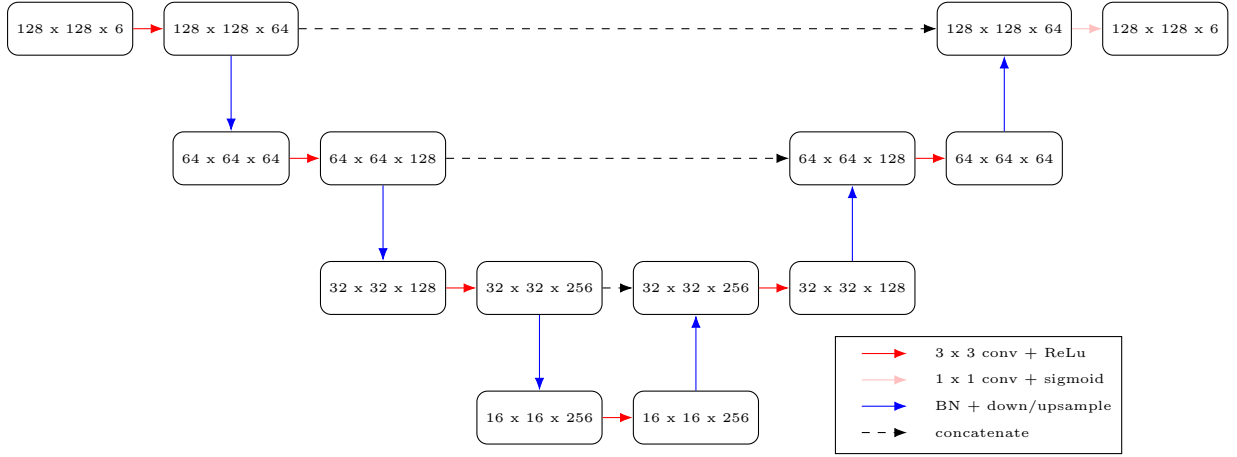 128 x 128 x 6 128 x 128 x 64 128 x 128 x 64 128 x 128 x 6
64 x 64 x 64 64 x 64 x 128 64 x 64 x 128 64 x 64 x 64
32 x 32 x 128 32 x 32 x 256 32 x 32 x 256 32 x 32 x 128
16 x 16 x 256 16 x 16 x 256
3 x 3 conv + ReLu
1 x 1 conv + sigmoid
BN + down/upsample
concatenate